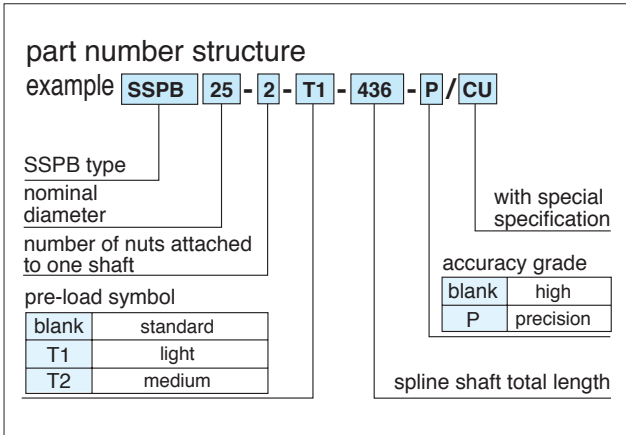 part number structure
example SSPB 25 - 2 - T1 - 436 - P / CU
SSPB type
nominal
diameter
number of nuts attached
to one shaft
pre-load symbol
blank standard
T1 light
T2 medium
with special
specification
accuracy grade
blank high
P precision
spline shaft total length